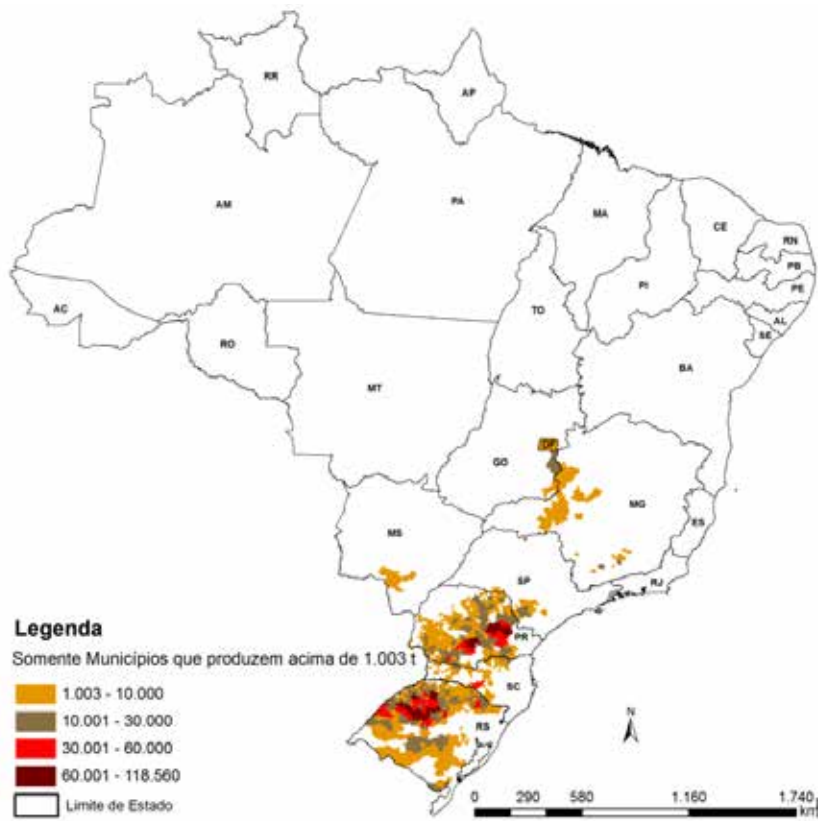 RR
AP
AM
PA
MA
CE
RN
PB
PE
PI
AC
TO
AL
SE
RO
BA
MT
DF
GO
MG
MS
ES
SP
RJ
PR
SC
RS
Legenda
Somente Municípios que produzem acima de 1.003 t
1.003 - 10.000
10.001 - 30.000
30.001 - 60.000
60.001 - 118.560
Limite de Estado
N
0 290 580 1.160 1.740
km